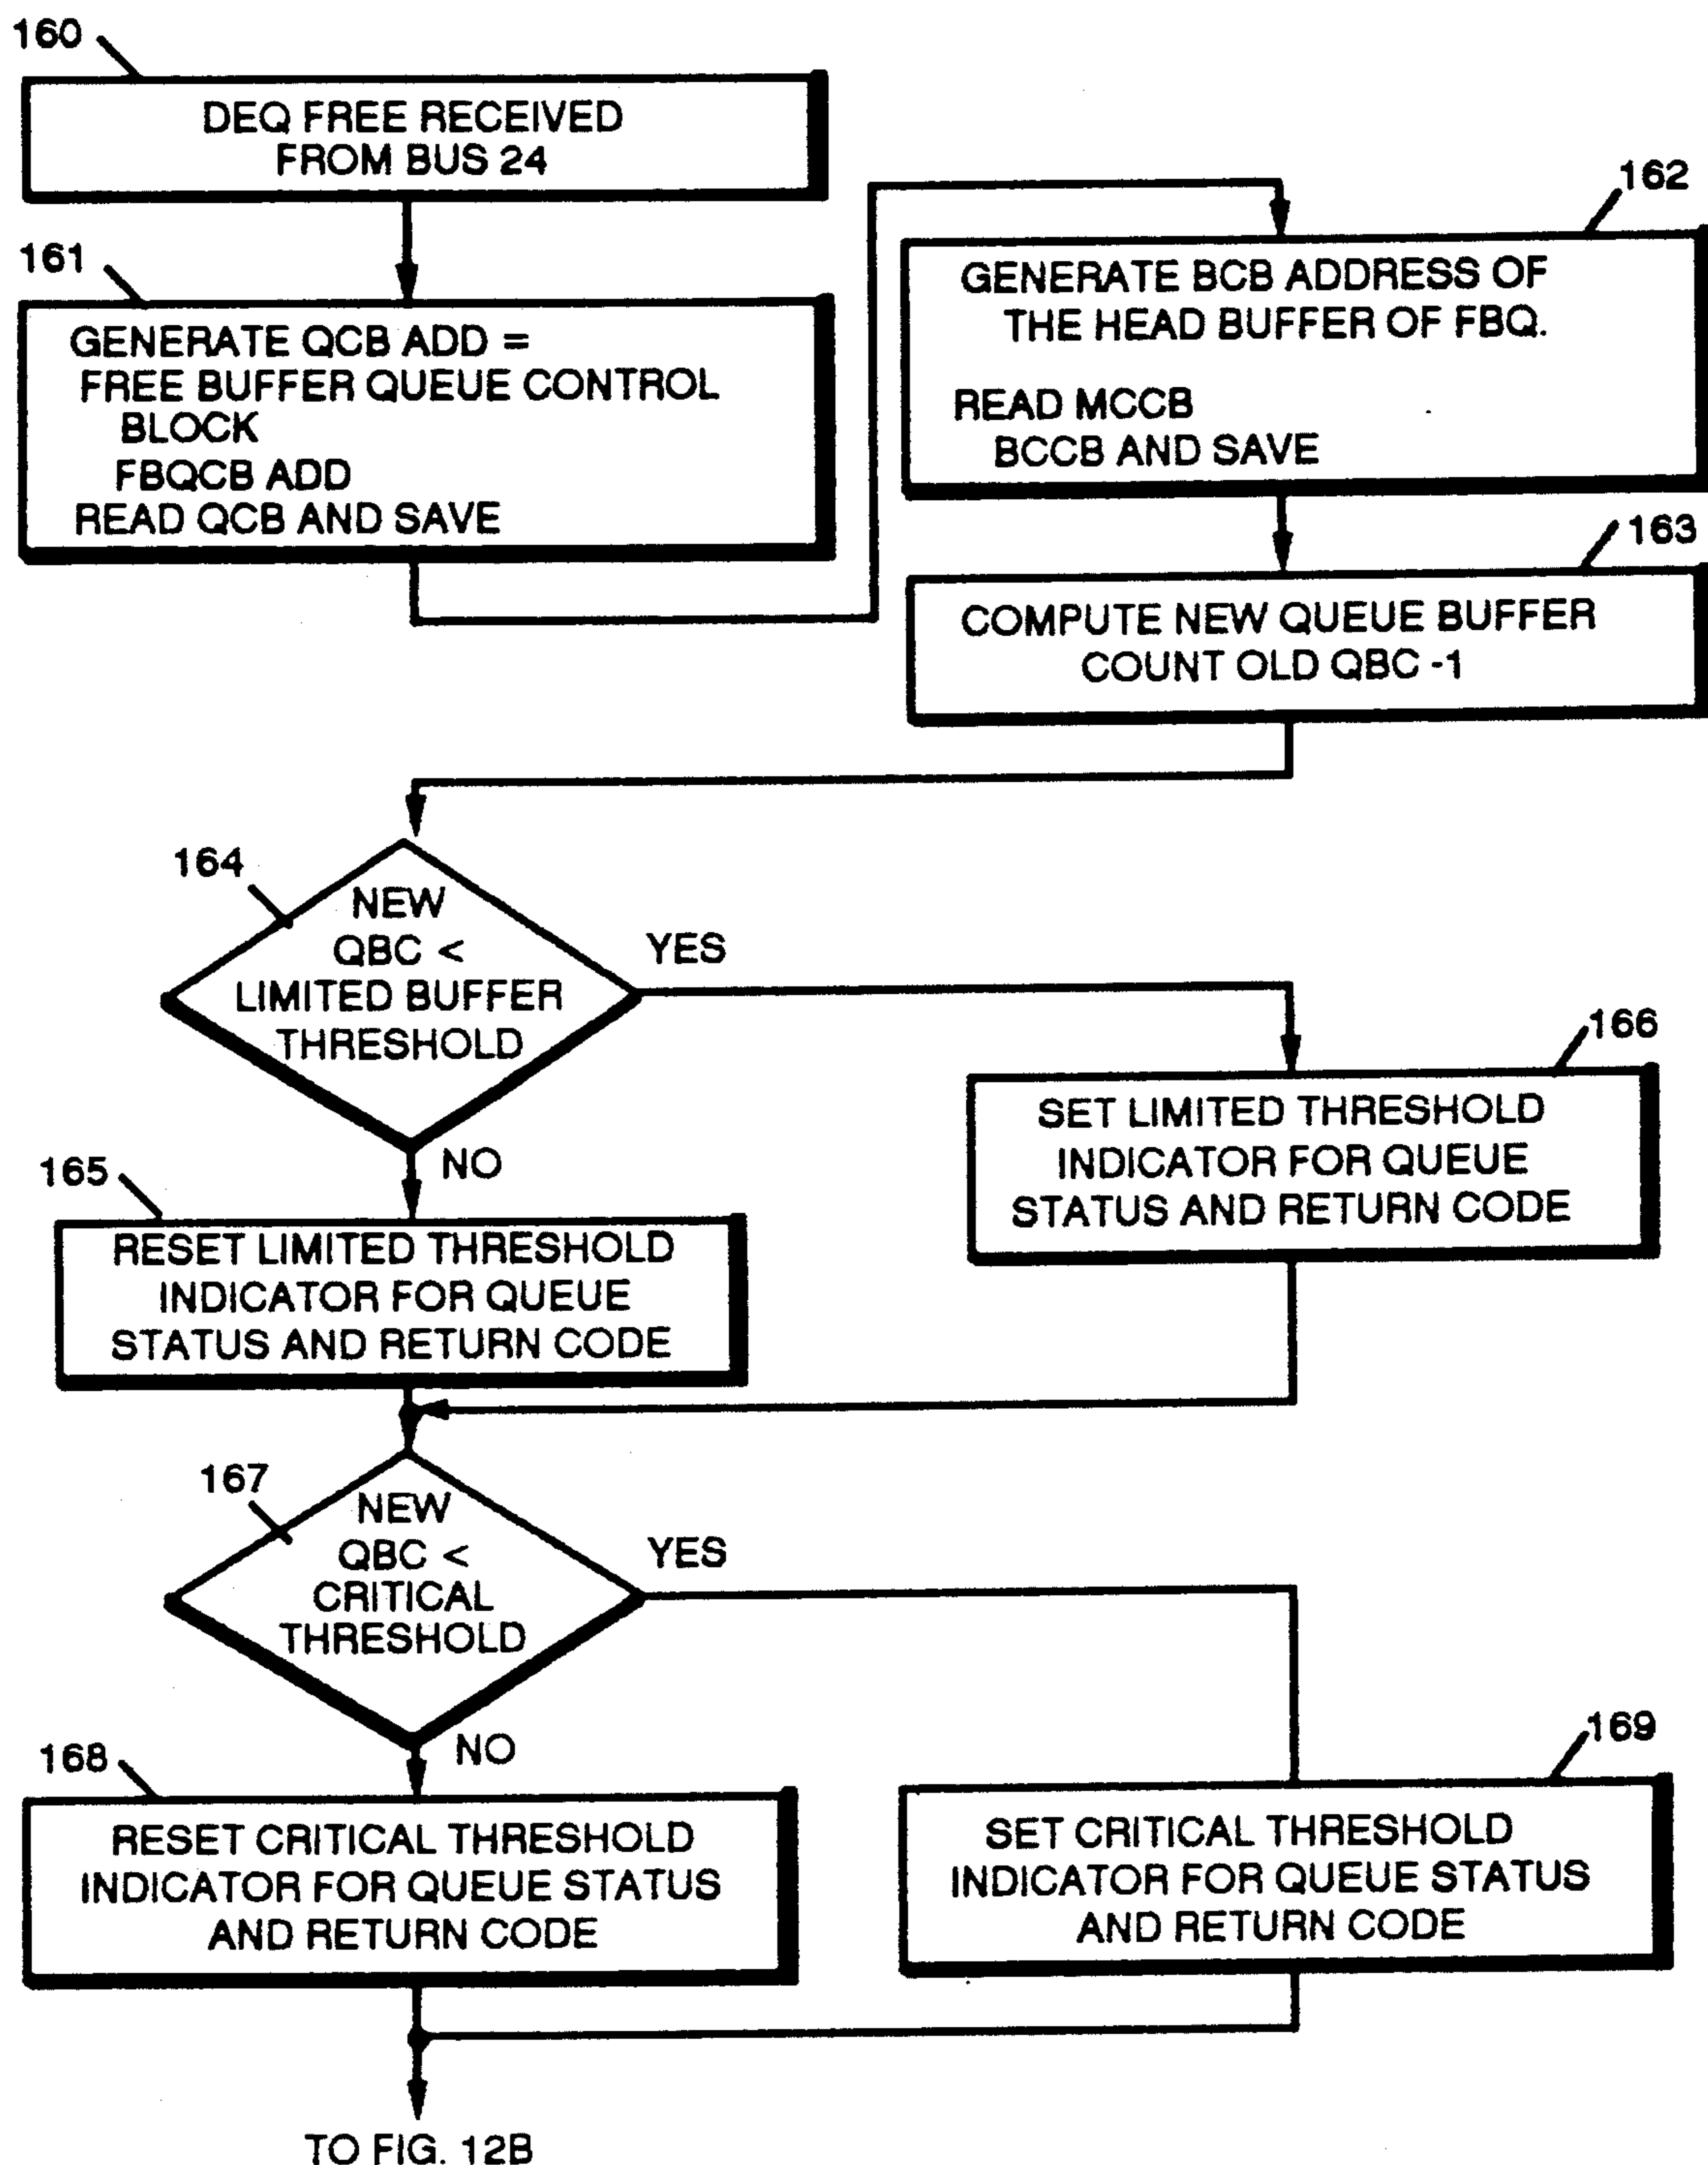 160
DEQ FREE RECEIVED
FROM BUS 24
161
GENERATE QCB ADD =
FREE BUFFER QUEUE CONTROL
BLOCK
FBQCB ADD
READ QCB AND SAVE
162
GENERATE BCB ADDRESS OF
THE HEAD BUFFER OF FBQ.
READ MCCB
BCCB AND SAVE
163
COMPUTE NEW QUEUE BUFFER
COUNT OLD QBC -1
164
NEW
QBC <
LIMITED BUFFER
THRESHOLD
YES
NO
166
SET LIMITED THRESHOLD
INDICATOR FOR QUEUE
STATUS AND RETURN CODE
165
RESET LIMITED THRESHOLD
INDICATOR FOR QUEUE
STATUS AND RETURN CODE
167
NEW
QBC <
CRITICAL
THRESHOLD
YES
NO
168
RESET CRITICAL THRESHOLD
INDICATOR FOR QUEUE STATUS
AND RETURN CODE
169
SET CRITICAL THRESHOLD
INDICATOR FOR QUEUE STATUS
AND RETURN CODE
TO FIG. 12B